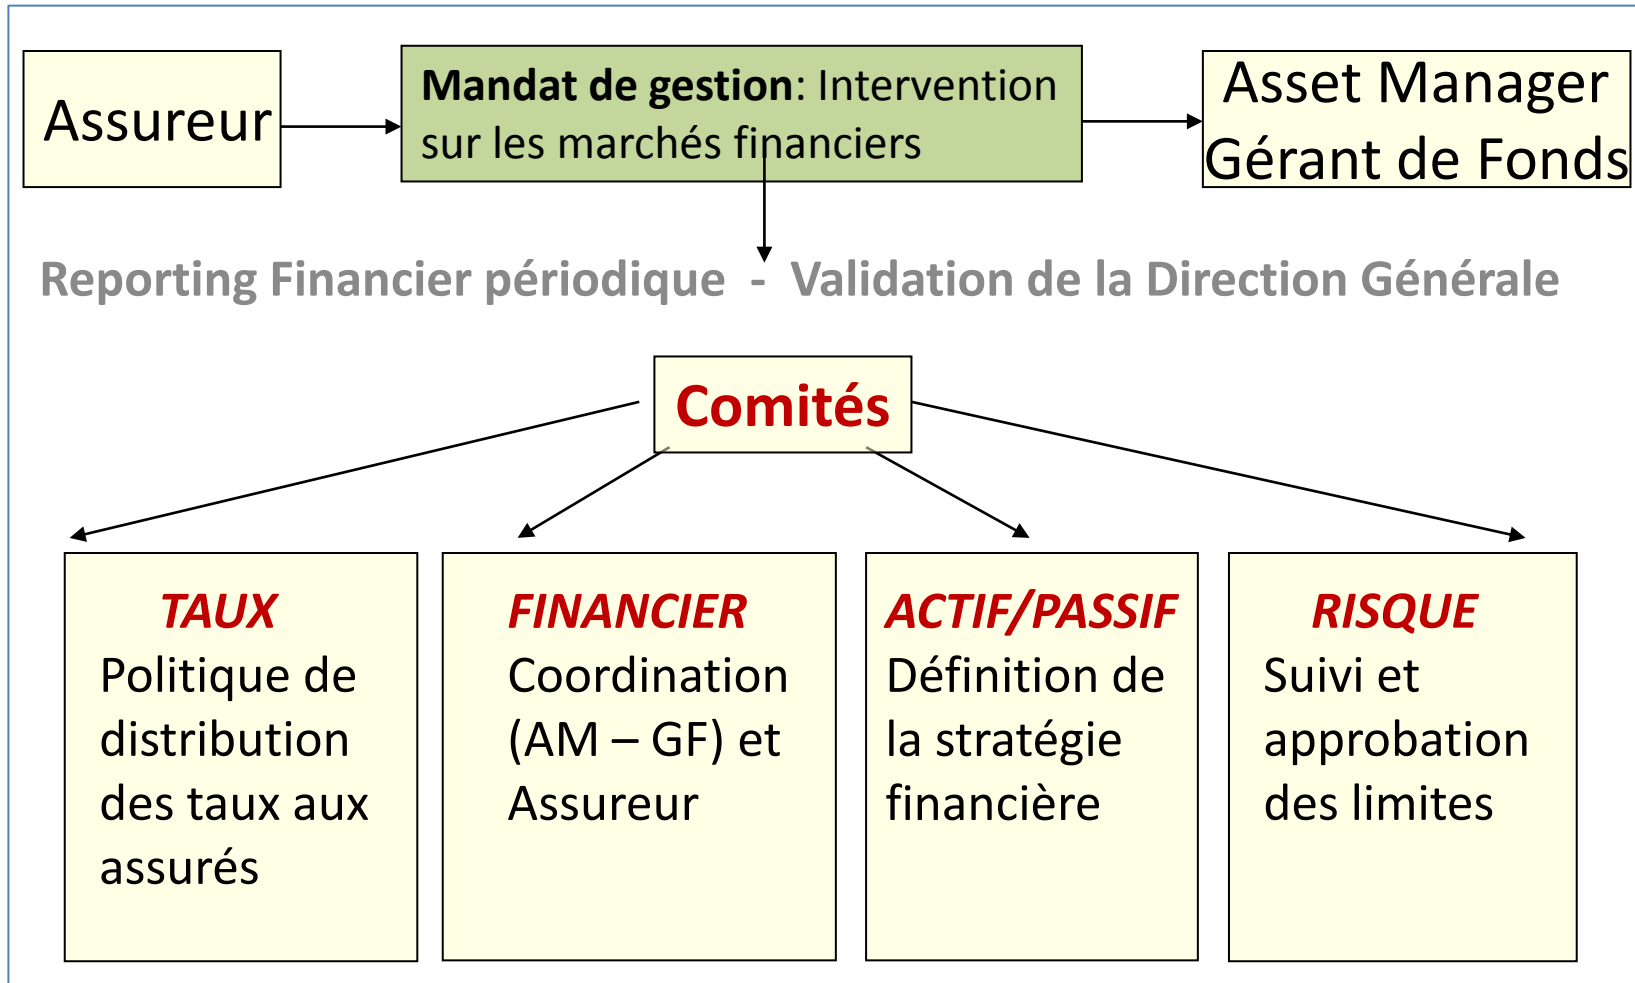 Assureur
Mandat de gestion: Intervention
sur les marchés financiers
Asset Manager
Gérant de Fonds
Reporting Financier périodique - Validation de la Direction Générale
Comités
TAUX
Politique de
distribution
des taux aux
assurés
FINANCIER
Coordination
(AM – GF) et
Assureur
ACTIF/PASSIF
Définition de
la stratégie
financière
RISQUE
Suivi et
approbation
des limites